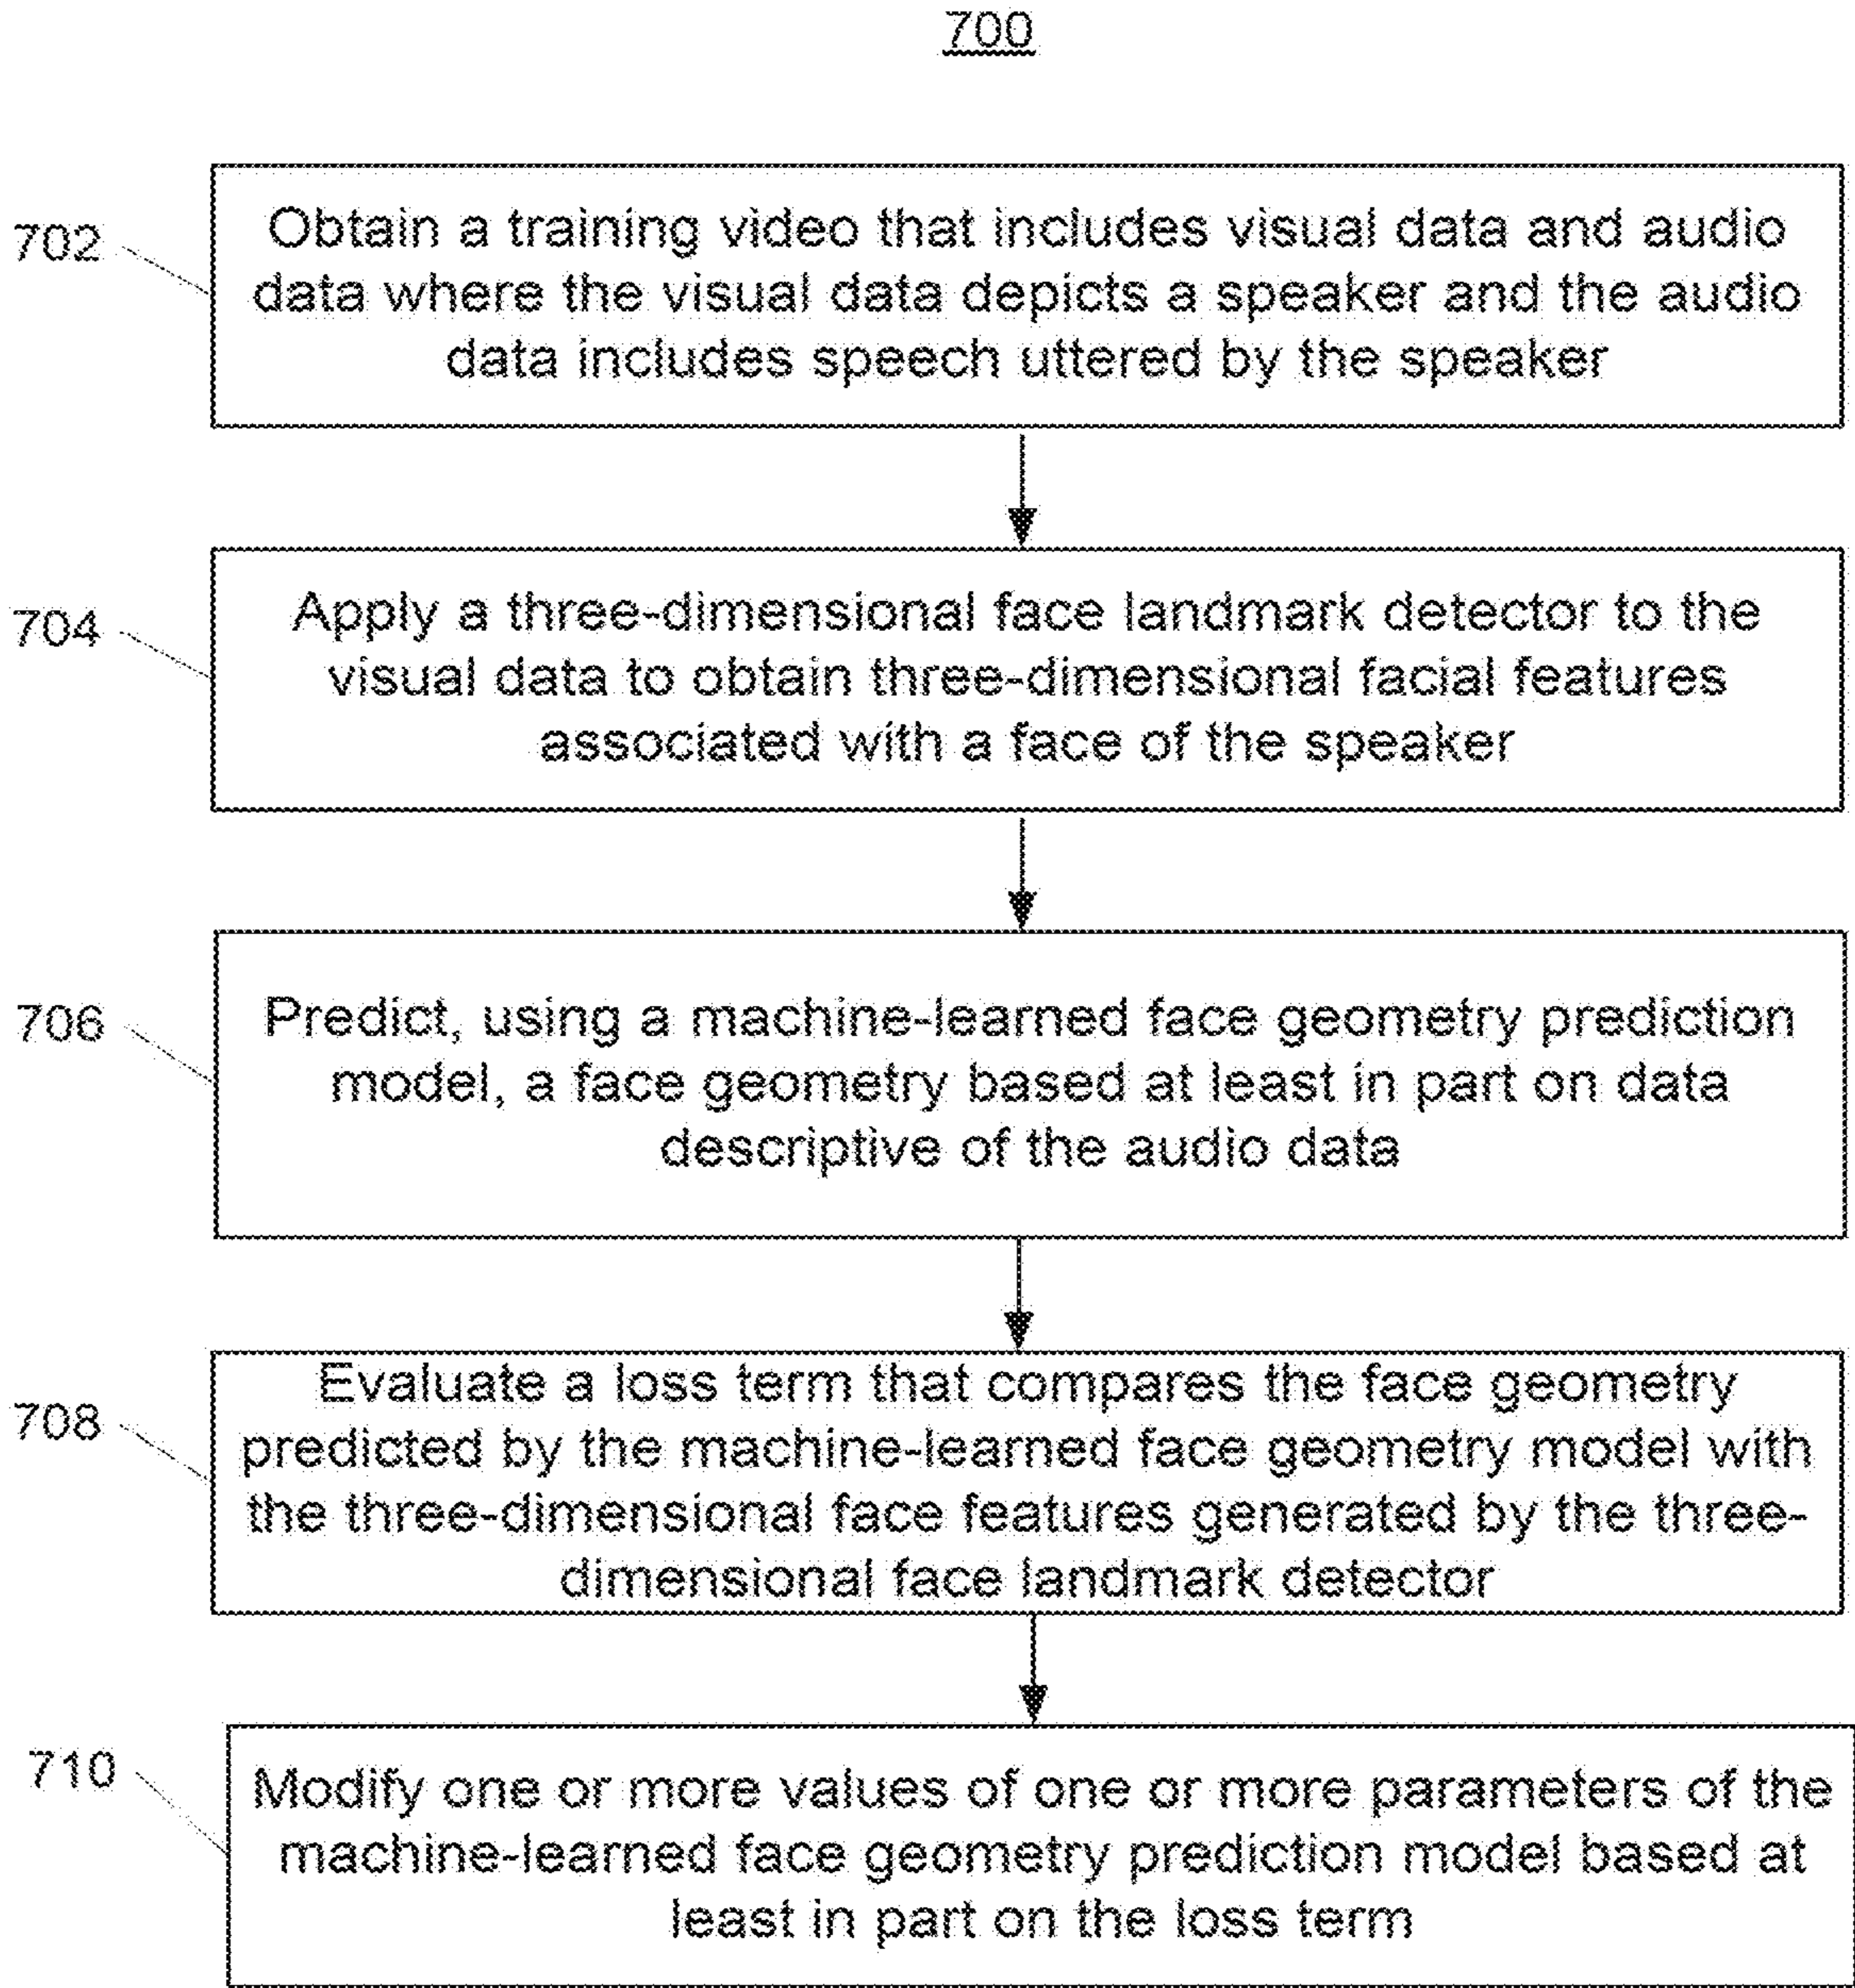 700
702
Obtain a training video that includes visual data and audio
data where the visual data depicts a speaker and the audio
data includes speech uttered by the speaker
704
Apply a three-dimensional face landmark detector to the
visual data to obtain three-dimensional facial features
associated with a face of the speaker
706
Predict, using a machine-learned face geometry prediction
model, a face geometry based at least in part on data
descriptive of the audio data
708
Evaluate a loss term that compares the face geometry
predicted by the machine-learned face geometry model with
the three-dimensional face features generated by the three-
dimensional face landmark detector
710
Modify one or more values of one or more parameters of the
machine-learned face geometry prediction model based at
least in part on the loss term